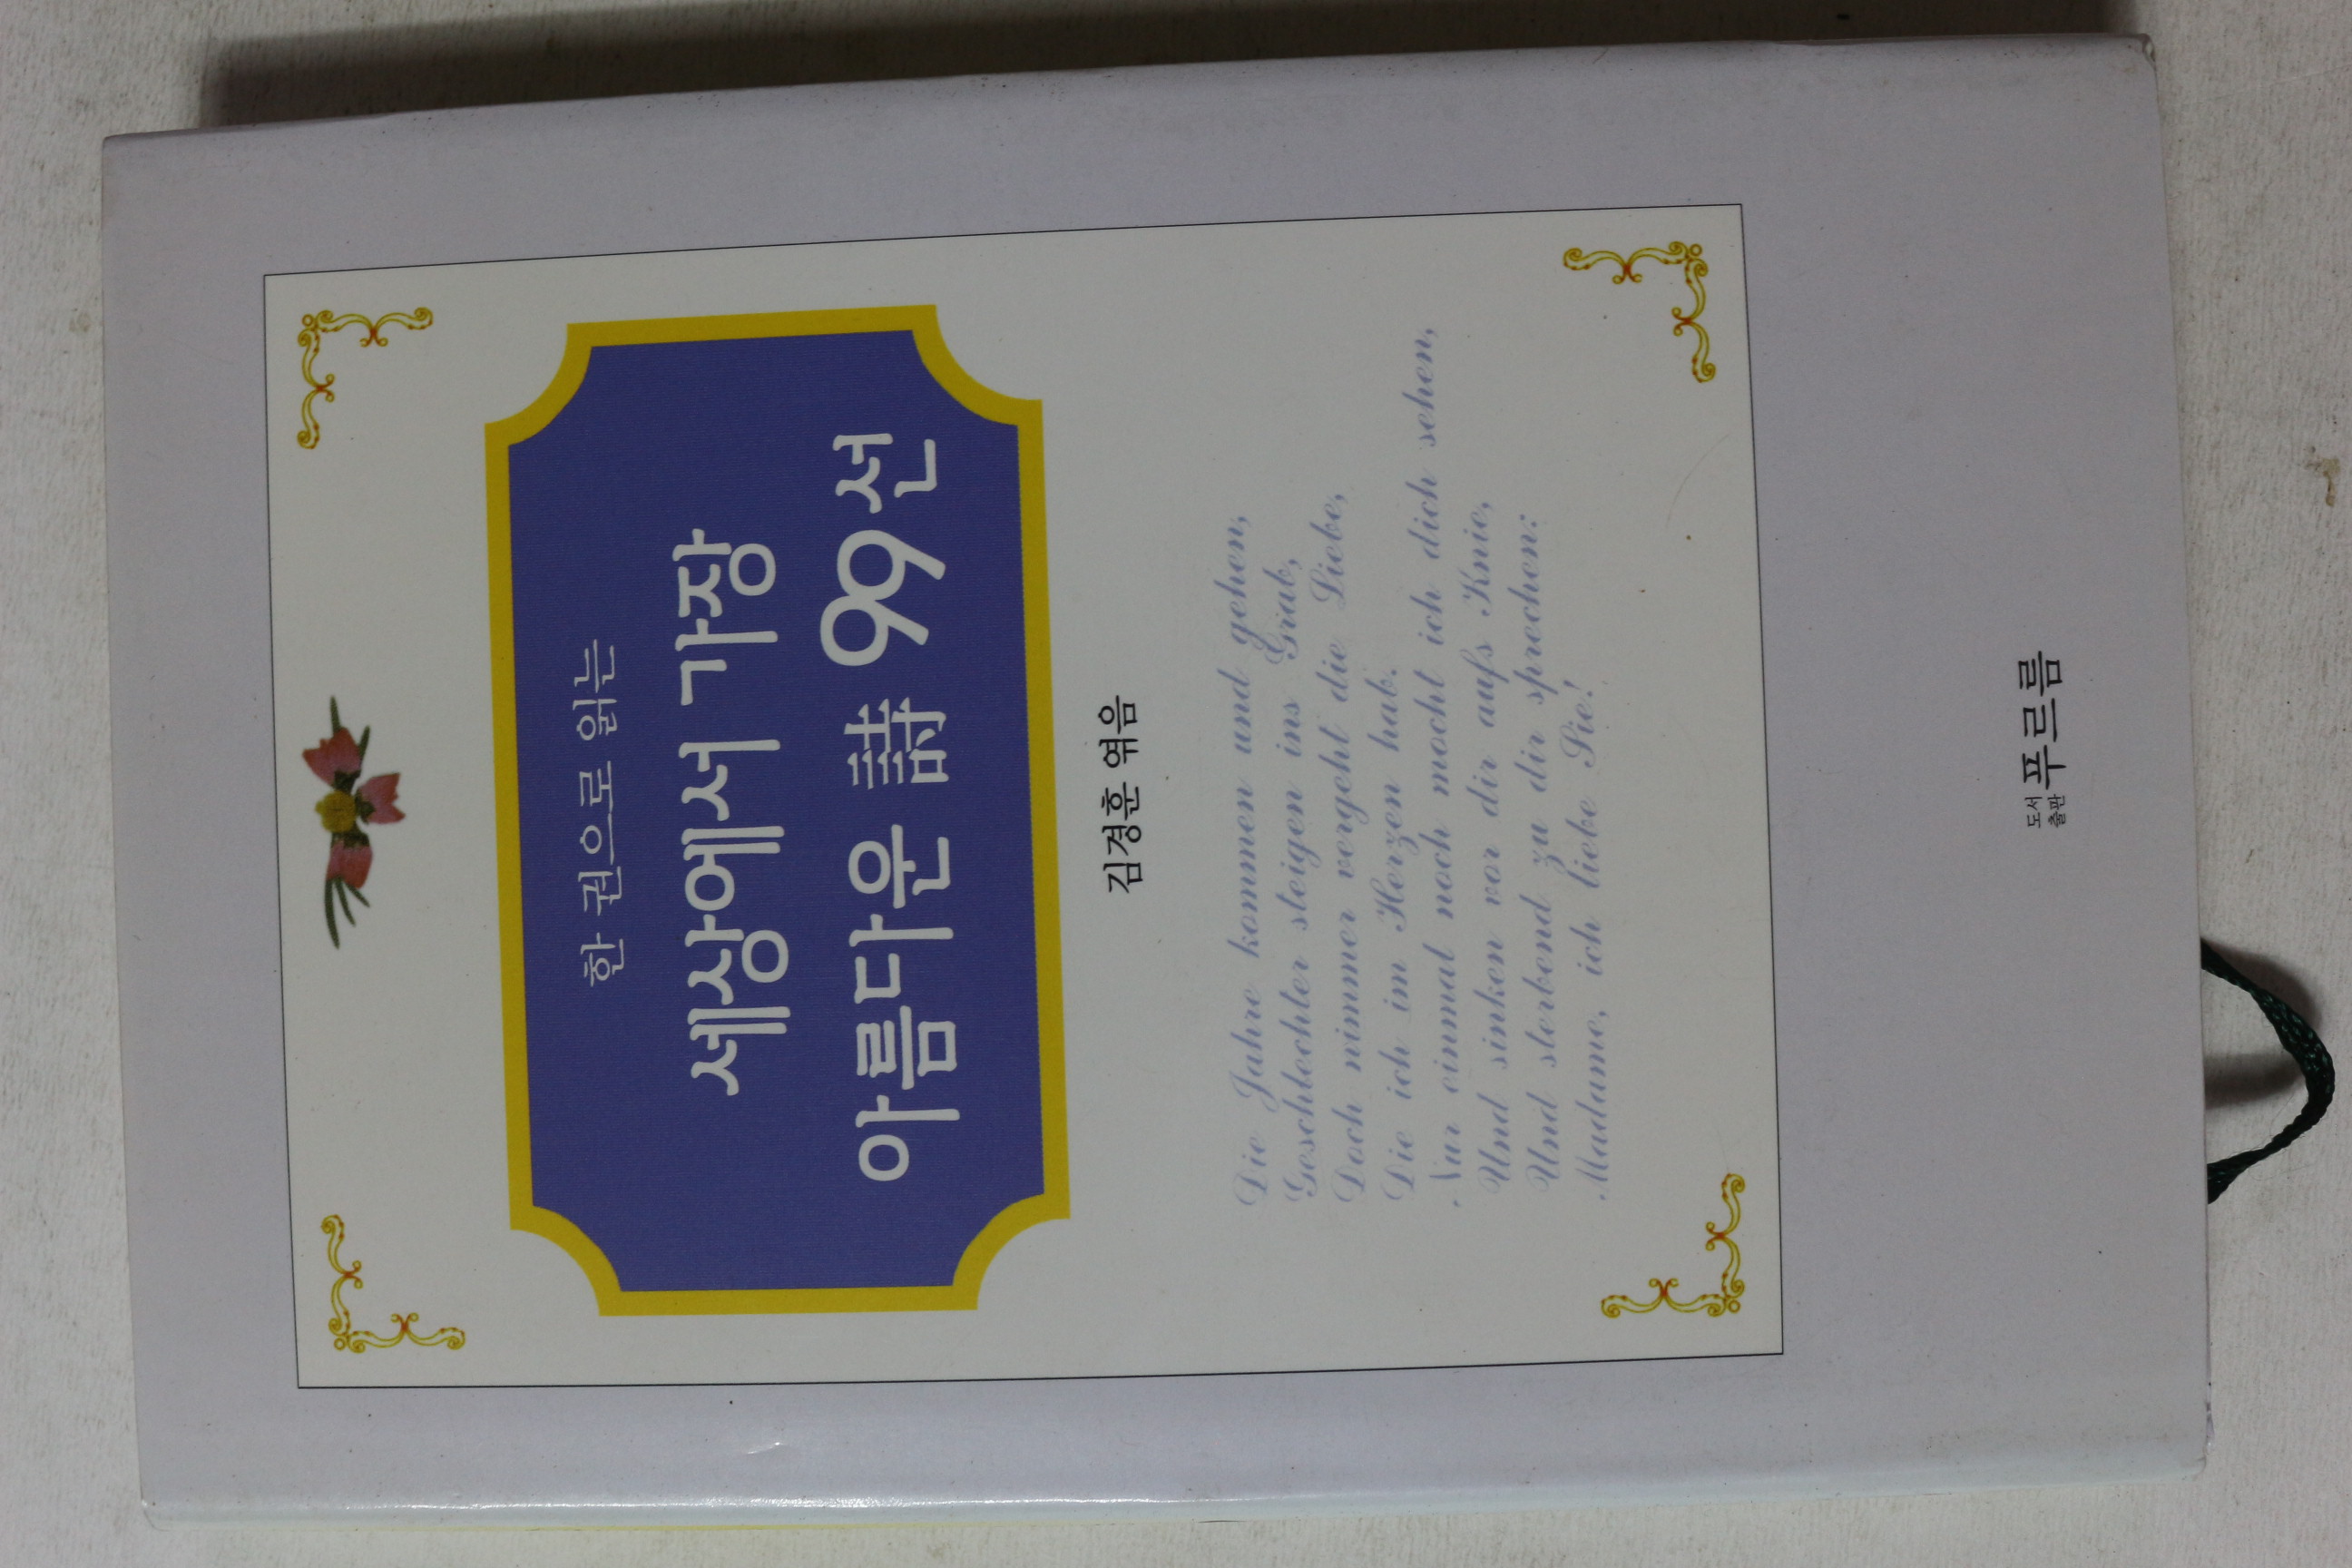 한 권으로 읽는
세상에서 가장
아름다운 詩 99선
김경훈 엮음
Die Jahre kommen und gehen,
Geschlechter steigen ins Grab,
Doch nimmer vergeht die Liebe,
Die ich im Herzen hab.
Nur einmal noch mocht ich dich sehen,
Und sinken vor dir aufs Knie,
Und sterbend zu dir sprechen:
Madame, ich liebe Sie!
도서출판 푸르름